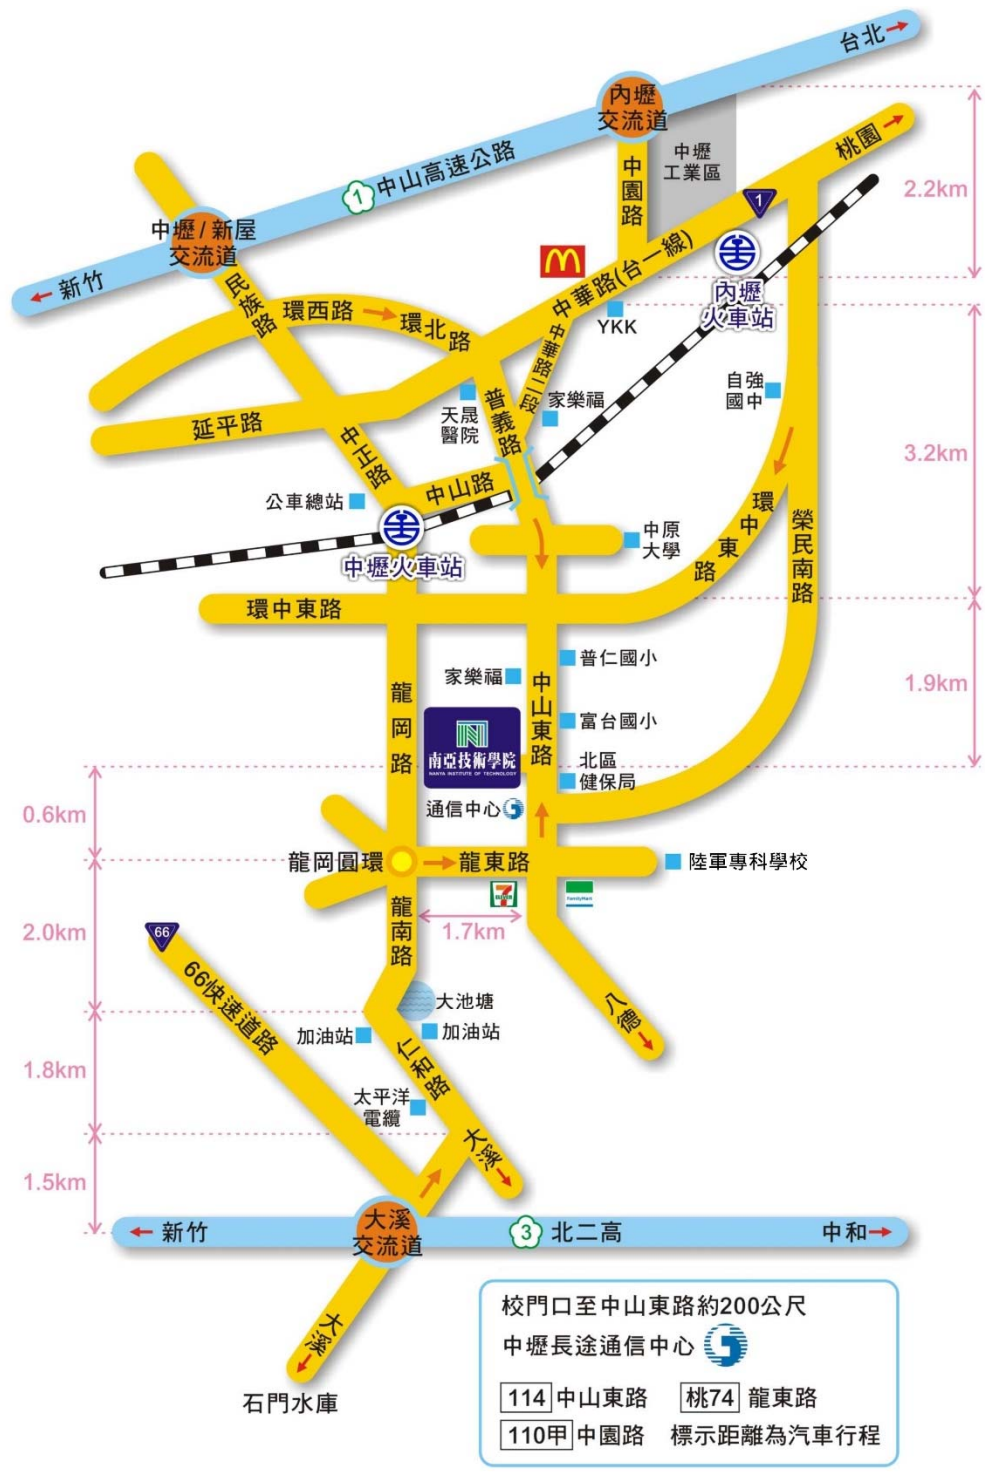 台北
內壢
交流道
中山高速公路
1
中壢
工業區
中園路
桃園
2.2km
1
中壢/新屋
交流道
新竹
民族路
環西路
環北路
中華路(台一線)
內壢
火車站
YKK
中華路二段
延平路
天晟
醫院
普義路
家樂福
自強
國中
3.2km
中正路
中山路
公車總站
中壢火車站
中原
大學
環中東路
榮民南路
環中東路
龍岡路
家樂福
普仁國小
中山東路
1.9km
富台國小
南亞技術學院
NANYA INSTITUTE OF TECHNOLOGY
北區
健保局
0.6km
通信中心
龍岡圓環
龍東路
陸軍專科學校
7
ELEVEN
FamilyMart
龍南路
1.7km
2.0km
66
66快速道路
大池塘
八德
加油站
加油站
仁和路
1.8km
太平洋
電纜
大溪
1.5km
大溪
交流道
新竹
3
北二高
中和
大溪
石門水庫
校門口至中山東路約200公尺
中壢長途通信中心
114 中山東路 桃74 龍東路
110甲 中園路 標示距離為汽車行程